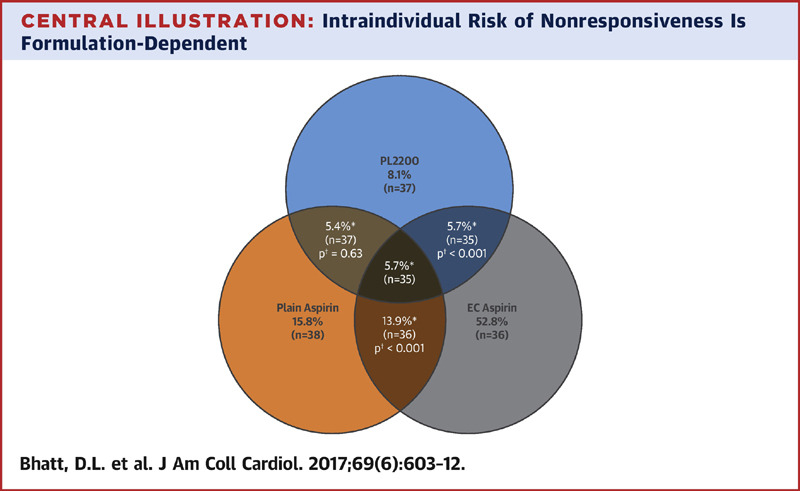 CENTRAL ILLUSTRATION: Intraindividual Risk of Nonresponsiveness Is
Formulation-Dependent
PL2200
8.1%
(n=37)
5.4%*
(n=37)
p† = 0.63
5.7%*
(n=35)
p† < 0.001
5.7%*
(n=35)
Plain Aspirin
15.8%
(n=38)
13.9%*
(n=36)
p† < 0.001
EC Aspirin
52.8%
(n=36)
Bhatt, D.L. et al. J Am Coll Cardiol. 2017;69(6):603–12.